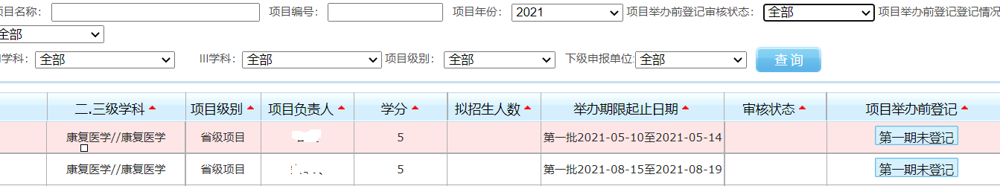 项目名称： 项目编号： 项目年份： 2021 项目举办前登记审核状态： 全部 项目举办前登记登记情况
全部
学科： 全部 III学科： 全部 项目级别： 全部 下级申报单位: 全部 查询
二.三级学科 项目级别 项目负责人 学分 拟招生人数 举办期限起止日期 审核状态 项目举办前登记
康复医学//康复医学 省级项目 5 第一批2021-05-10至2021-05-14 第一期未登记
康复医学//康复医学 省级项目 5 第一批2021-08-15至2021-08-19 第一期未登记